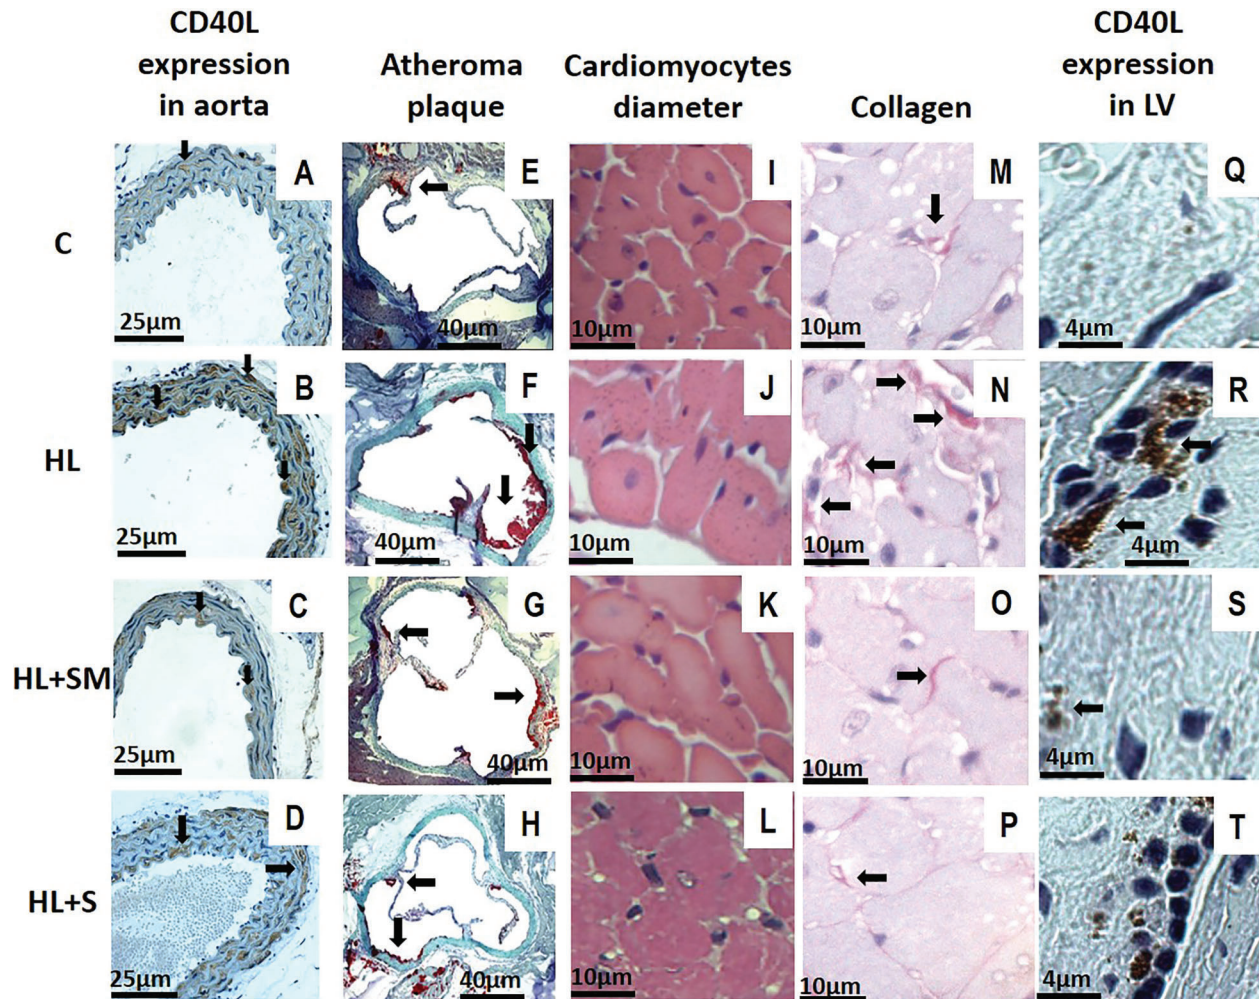 CD40L
expression
in aorta
Atheroma
plaque
Cardiomyocytes
diameter
Collagen
CD40L
expression
in LV
C
A
25µm
E
40µm
I
10µm
M
10µm
Q
4µm
HL
B
25µm
F
40µm
J
10µm
N
10µm
R
4µm
HL+SM
C
25µm
G
40µm
K
10µm
O
10µm
S
4µm
HL+S
D
25µm
H
40µm
L
10µm
P
10µm
T
4µm